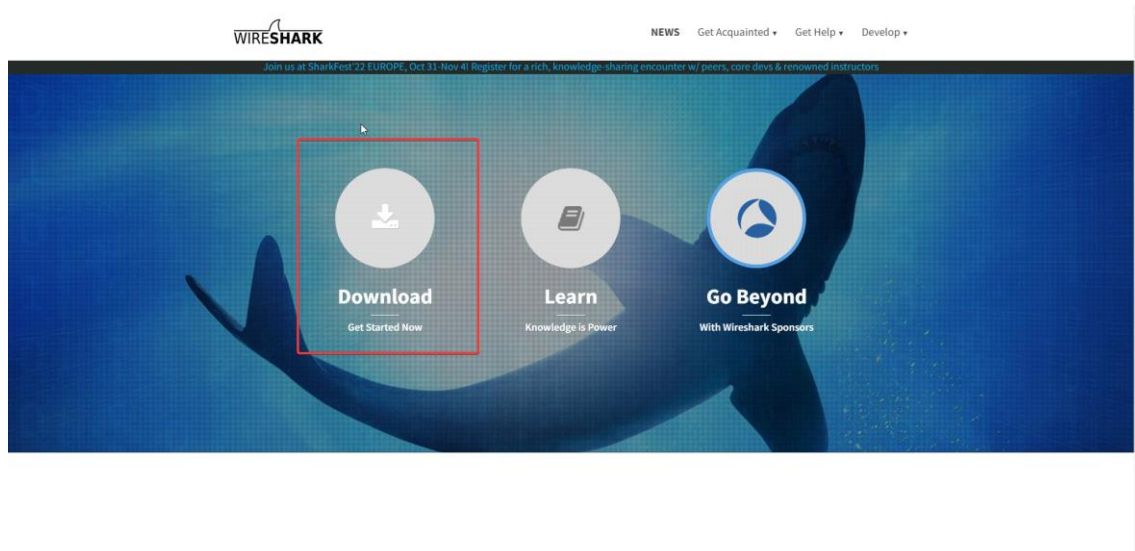 WIRESHARK
NEWS Get Acquainted ▾ Get Help ▾ Develop ▾
Join us at SharkFest'22 EUROPE, Oct 31-Nov 4! Register for a rich, knowledge-sharing encounter w/ peers, core devs & renowned instructors
Download
Get Started Now
Learn
Knowledge is Power
Go Beyond
With Wireshark Sponsors